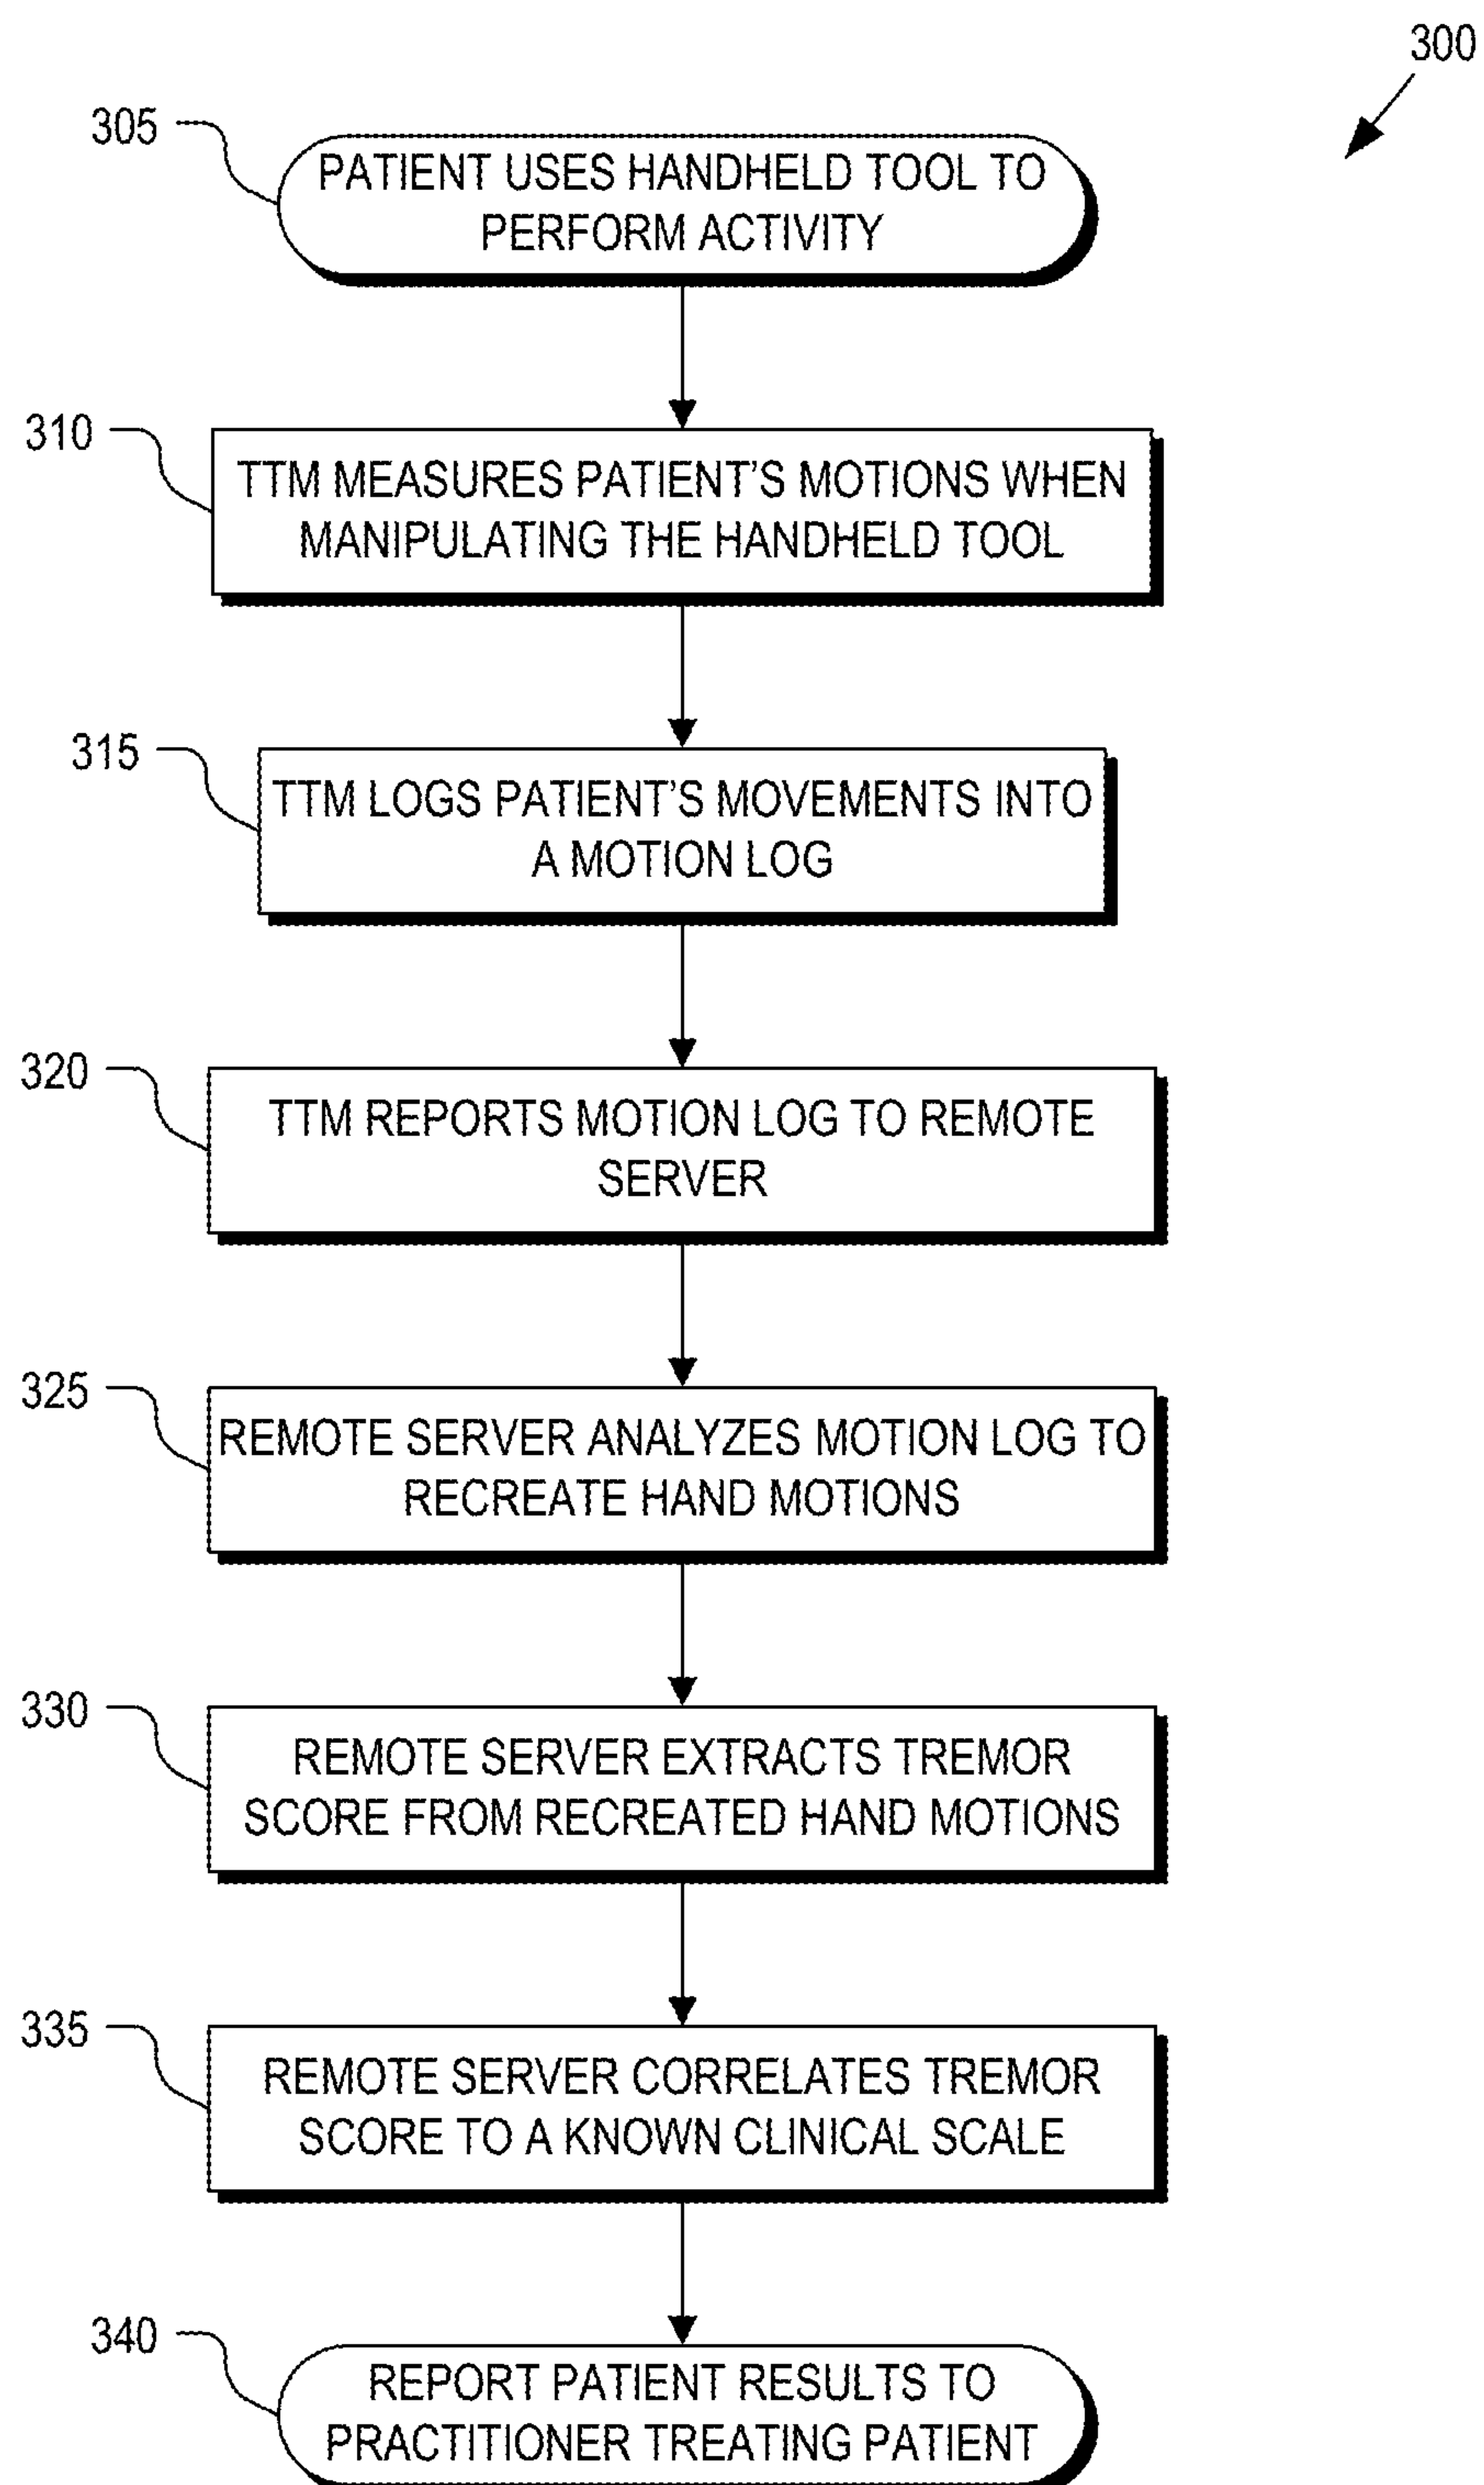 300
305
PATIENT USES HANDHELD TOOL TO
PERFORM ACTIVITY
310
TTM MEASURES PATIENT'S MOTIONS WHEN
MANIPULATING THE HANDHELD TOOL
315
TTM LOGS PATIENT'S MOVEMENTS INTO
A MOTION LOG
320
TTM REPORTS MOTION LOG TO REMOTE
SERVER
325
REMOTE SERVER ANALYZES MOTION LOG TO
RECREATE HAND MOTIONS
330
REMOTE SERVER EXTRACTS TREMOR
SCORE FROM RECREATED HAND MOTIONS
335
REMOTE SERVER CORRELATES TREMOR
SCORE TO A KNOWN CLINICAL SCALE
340
REPORT PATIENT RESULTS TO
PRACTITIONER TREATING PATIENT